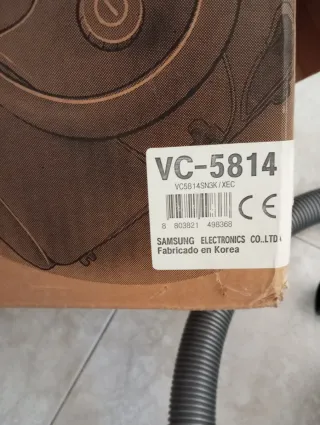 VC-5814
VC5814SN3K/XEC
8 803821 498368
CE
SAMSUNG ELECTRONICS CO.,LTD
Fabricado en Korea